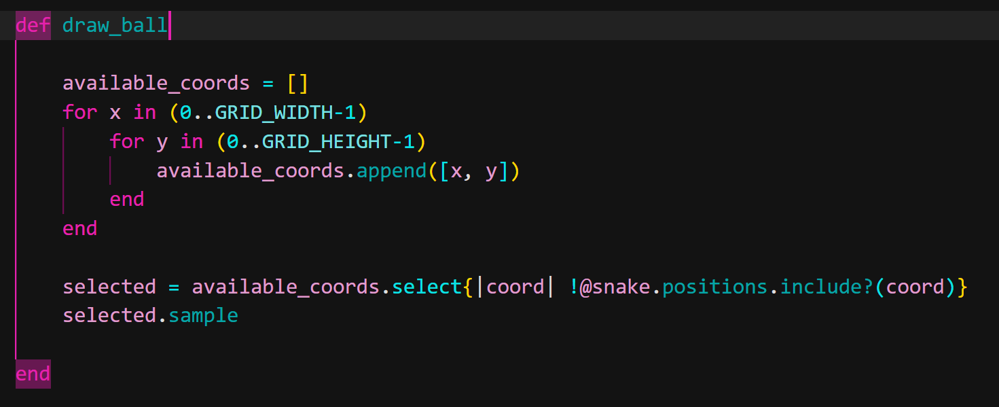 def draw_ball
available_coords = []
for x in (0..GRID_WIDTH-1)
for y in (0..GRID_HEIGHT-1)
available_coords.append([x, y])
end
end
selected = available_coords.select{|coord| !@snake.positions.include?(coord)}
selected.sample
end